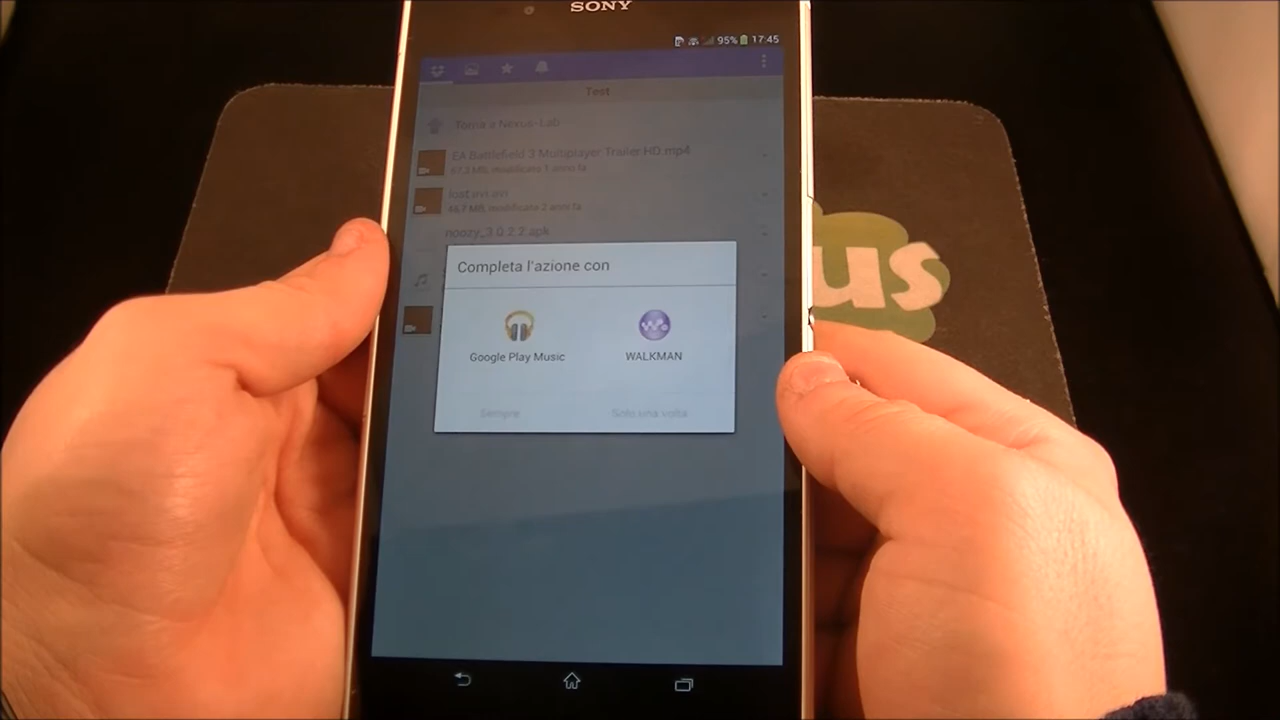 SONY
95% 17:45
Test
Torna a Nexus-Lab
EA Battlefield 3 Multiplayer Trailer HD.mp4
67,2 MB, modificato 1 anno fa
lost.avi.avi
46,7 MB, modificato 2 anni fa
noozy_3.0.2.2.apk
Completa l'azione con
Google Play Music
WALKMAN
Sempre
Solo una volta
us